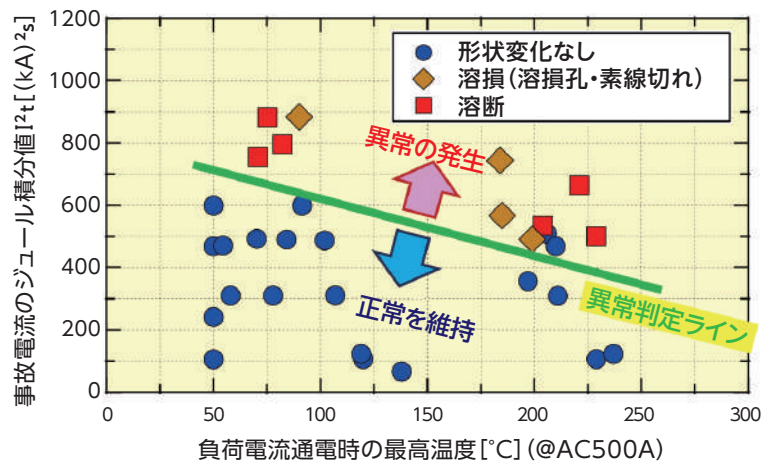 1200
1000
800
600
400
200
0
0
50
100
150
200
250
300
事故電流のジュール積分値I²t[(kA)²s]
負荷電流通電時の最高温度[°C](@AC500A)
形状変化なし
溶損(溶損孔・素線切れ)
溶断
異常の発生
正常を維持
異常判定ライン